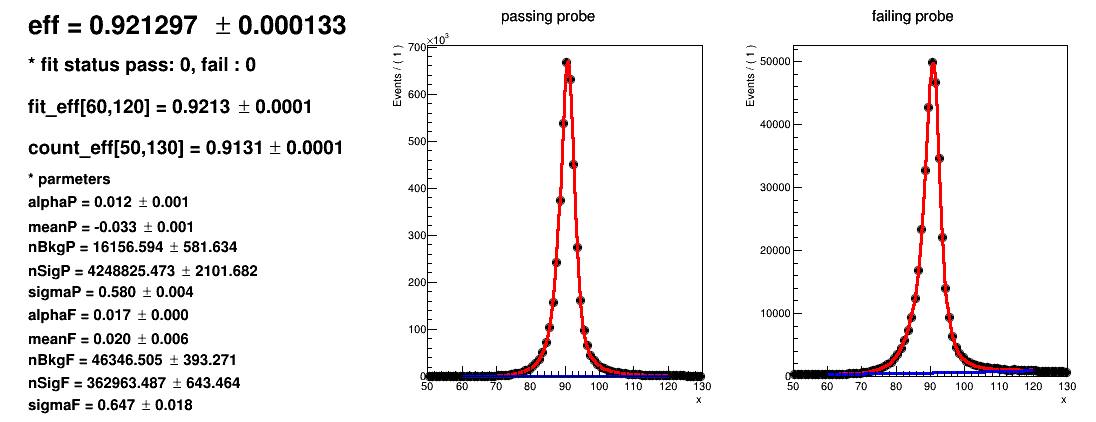 eff = 0.921297 ± 0.000133
* fit status pass: 0, fail : 0
fit_eff[60,120] = 0.9213 ± 0.0001
count_eff[50,130] = 0.9131 ± 0.0001
* parmeters
alphaP = 0.012 ± 0.001
meanP = -0.033 ± 0.001
nBkgP = 16156.594 ± 581.634
nSigP = 4248825.473 ± 2101.682
sigmaP = 0.580 ± 0.004
alphaF = 0.017 ± 0.000
meanF = 0.020 ± 0.006
nBkgF = 46346.505 ± 393.271
nSigF = 362963.487 ± 643.464
sigmaF = 0.647 ± 0.018
passing probe
×10³
Events / ( 1 )
700
600
500
400
300
200
100
0
50 60 70 80 90 100 110 120 130
x
failing probe
Events / ( 1 )
50000
40000
30000
20000
10000
0
50 60 70 80 90 100 110 120 130
x